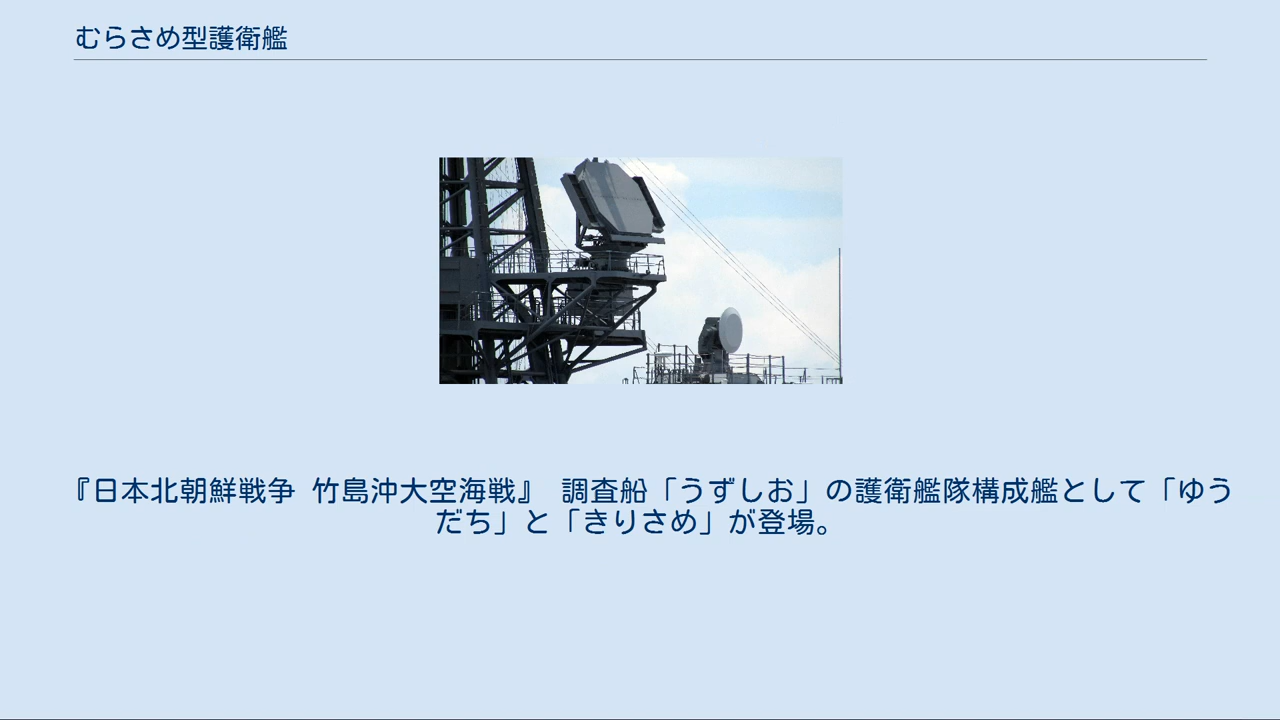 むらさめ型護衛艦
『日本北朝鮮戦争 竹島沖大空海戦』 調査船「うずしお」の護衛艦隊構成艦として「ゆう
だち」と「きりさめ」が登場。